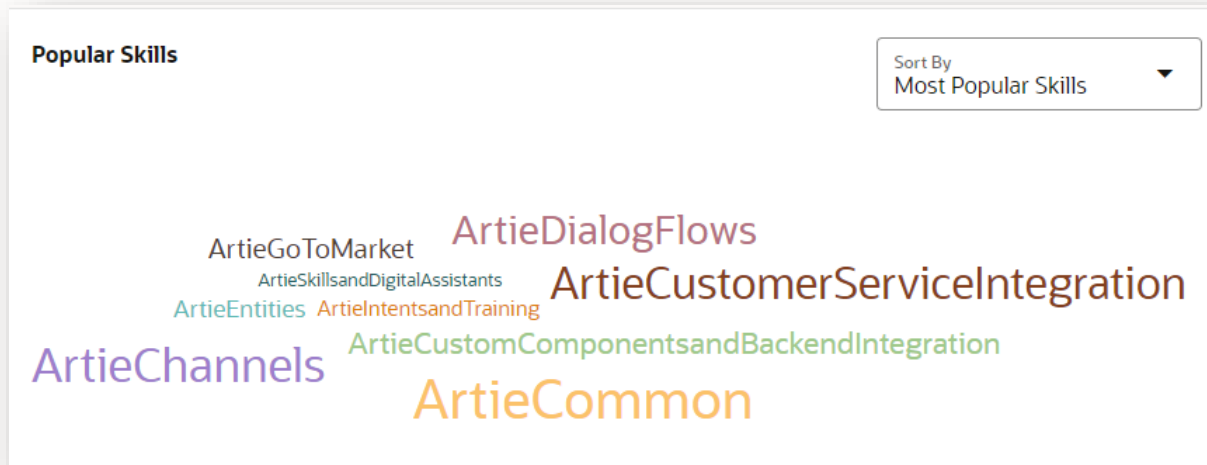 Popular Skills
Sort By
Most Popular Skills
ArtieDialogFlows
ArtieGoToMarket
ArtieSkillsandDigitalAssistants
ArtieCustomerServiceIntegration
ArtieEntities
ArtieIntentsandTraining
ArtieCustomComponentsandBackendIntegration
ArtieChannels
ArtieCommon